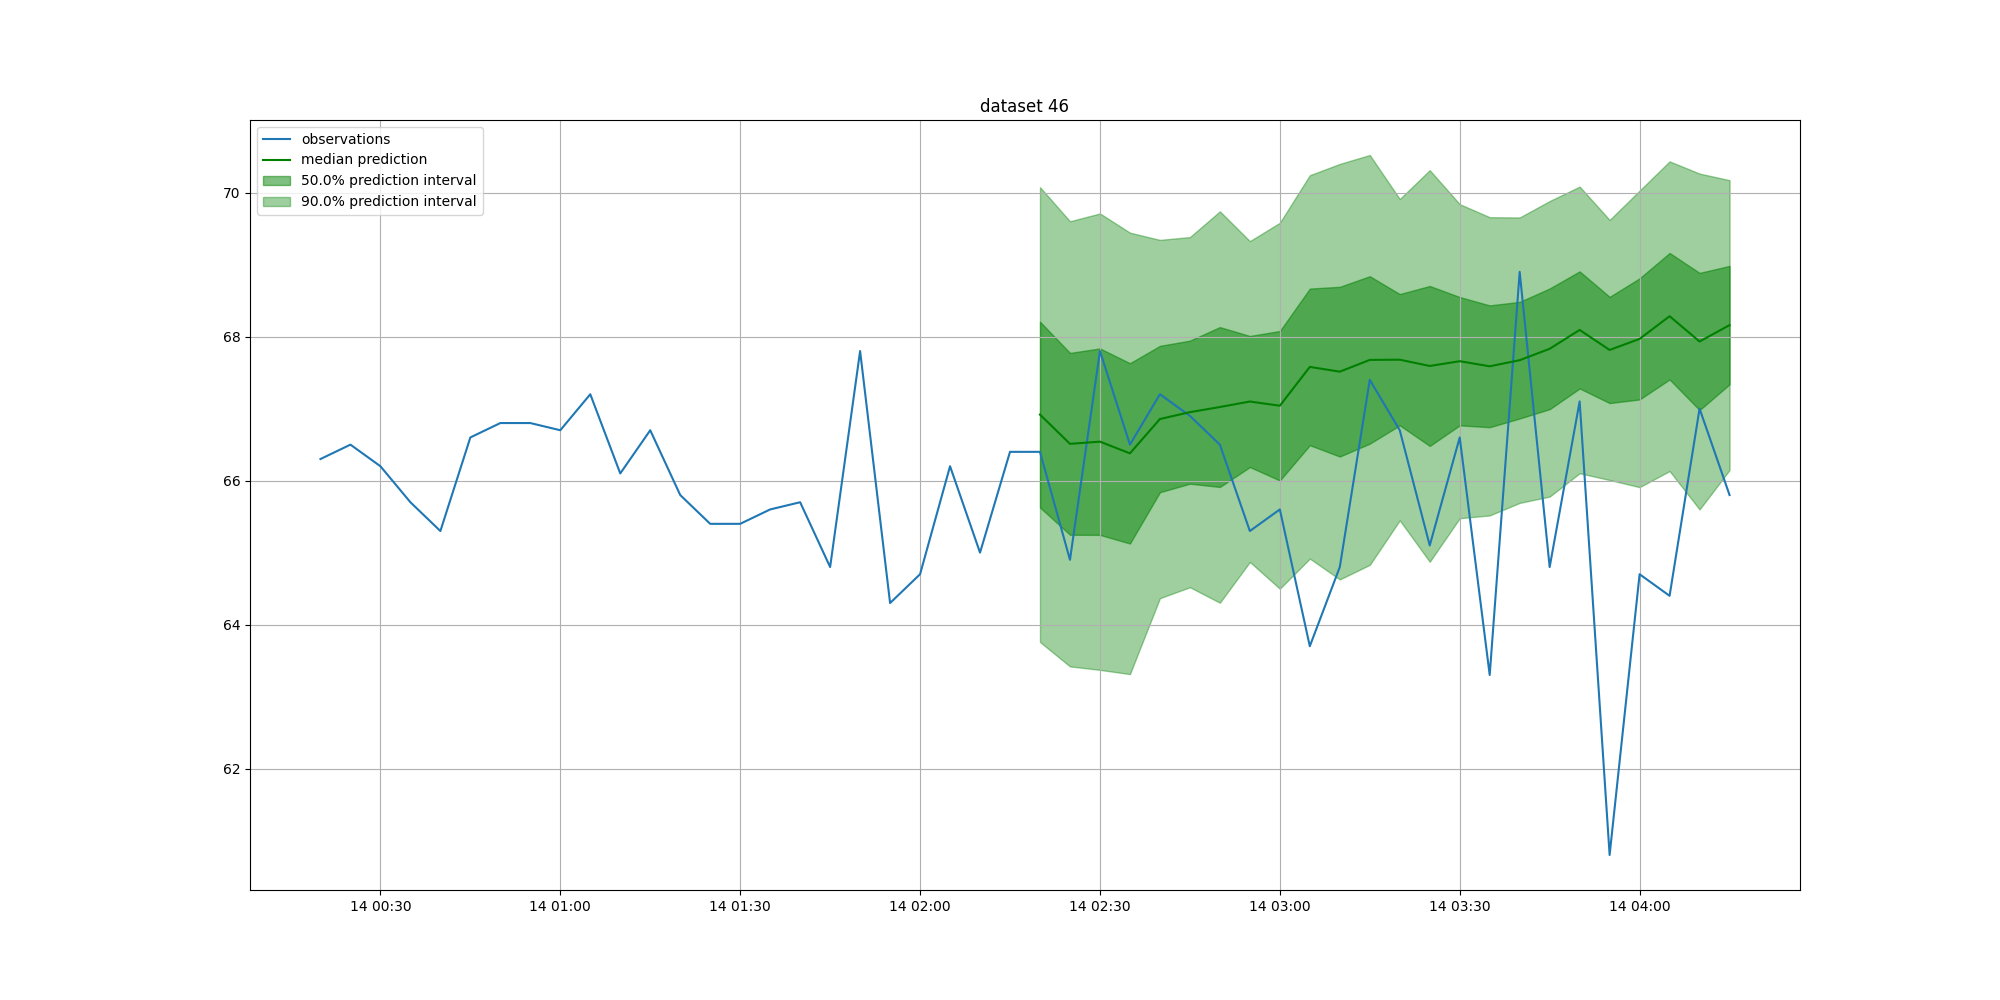 dataset 46
observations
median prediction
50.0% prediction interval
90.0% prediction interval
70
68
66
64
62
14 00:30 14 01:00 14 01:30 14 02:00 14 02:30 14 03:00 14 03:30 14 04:00